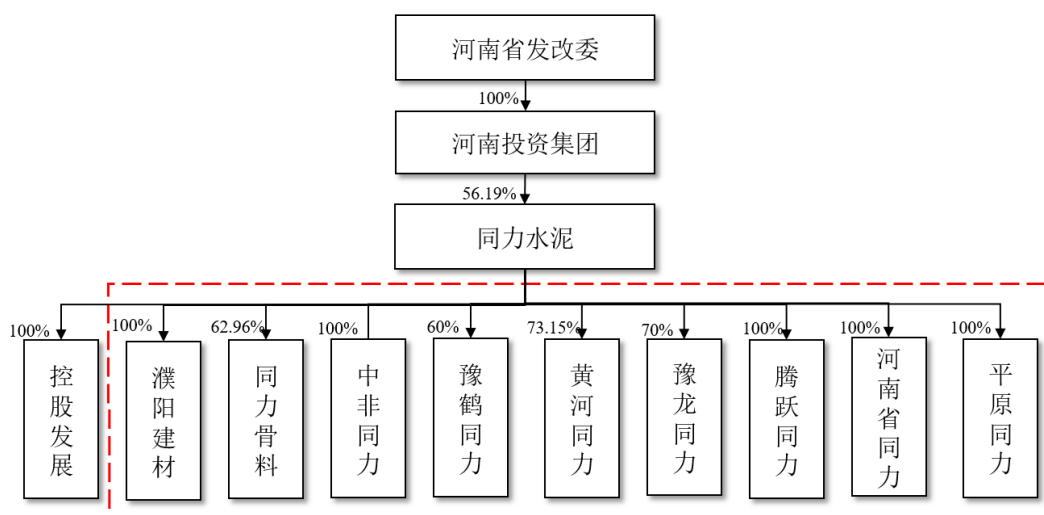 河南省发改委
100%
河南投资集团
56.19%
同力水泥
100%
100%
62.96%
100%
60%
73.15%
70%
100%
100%
100%
控股发展
濮阳建材
同力骨料
中非同力
豫鹤同力
黄河同力
豫龙同力
腾跃同力
河南省同力
平原同力